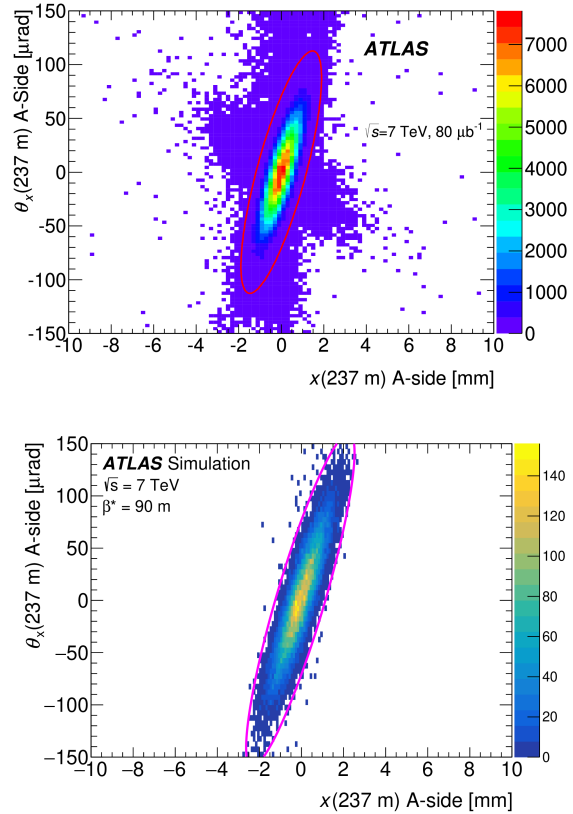 θx(237 m) A-Side [μrad]
150
100
50
0
-50
-100
-150
ATLAS
√s=7 TeV, 80 μb-1
7000
6000
5000
4000
3000
2000
1000
0
-10 -8 -6 -4 -2 0 2 4 6 8 10
x(237 m) A-side [mm]
θx(237 m) A-side [μrad]
150
100
50
0
−50
−100
−150
ATLAS Simulation
√s = 7 TeV
β* = 90 m
140
120
100
80
60
40
20
0
−10 −8 −6 −4 −2 0 2 4 6 8 10
x(237 m) A-side [mm]